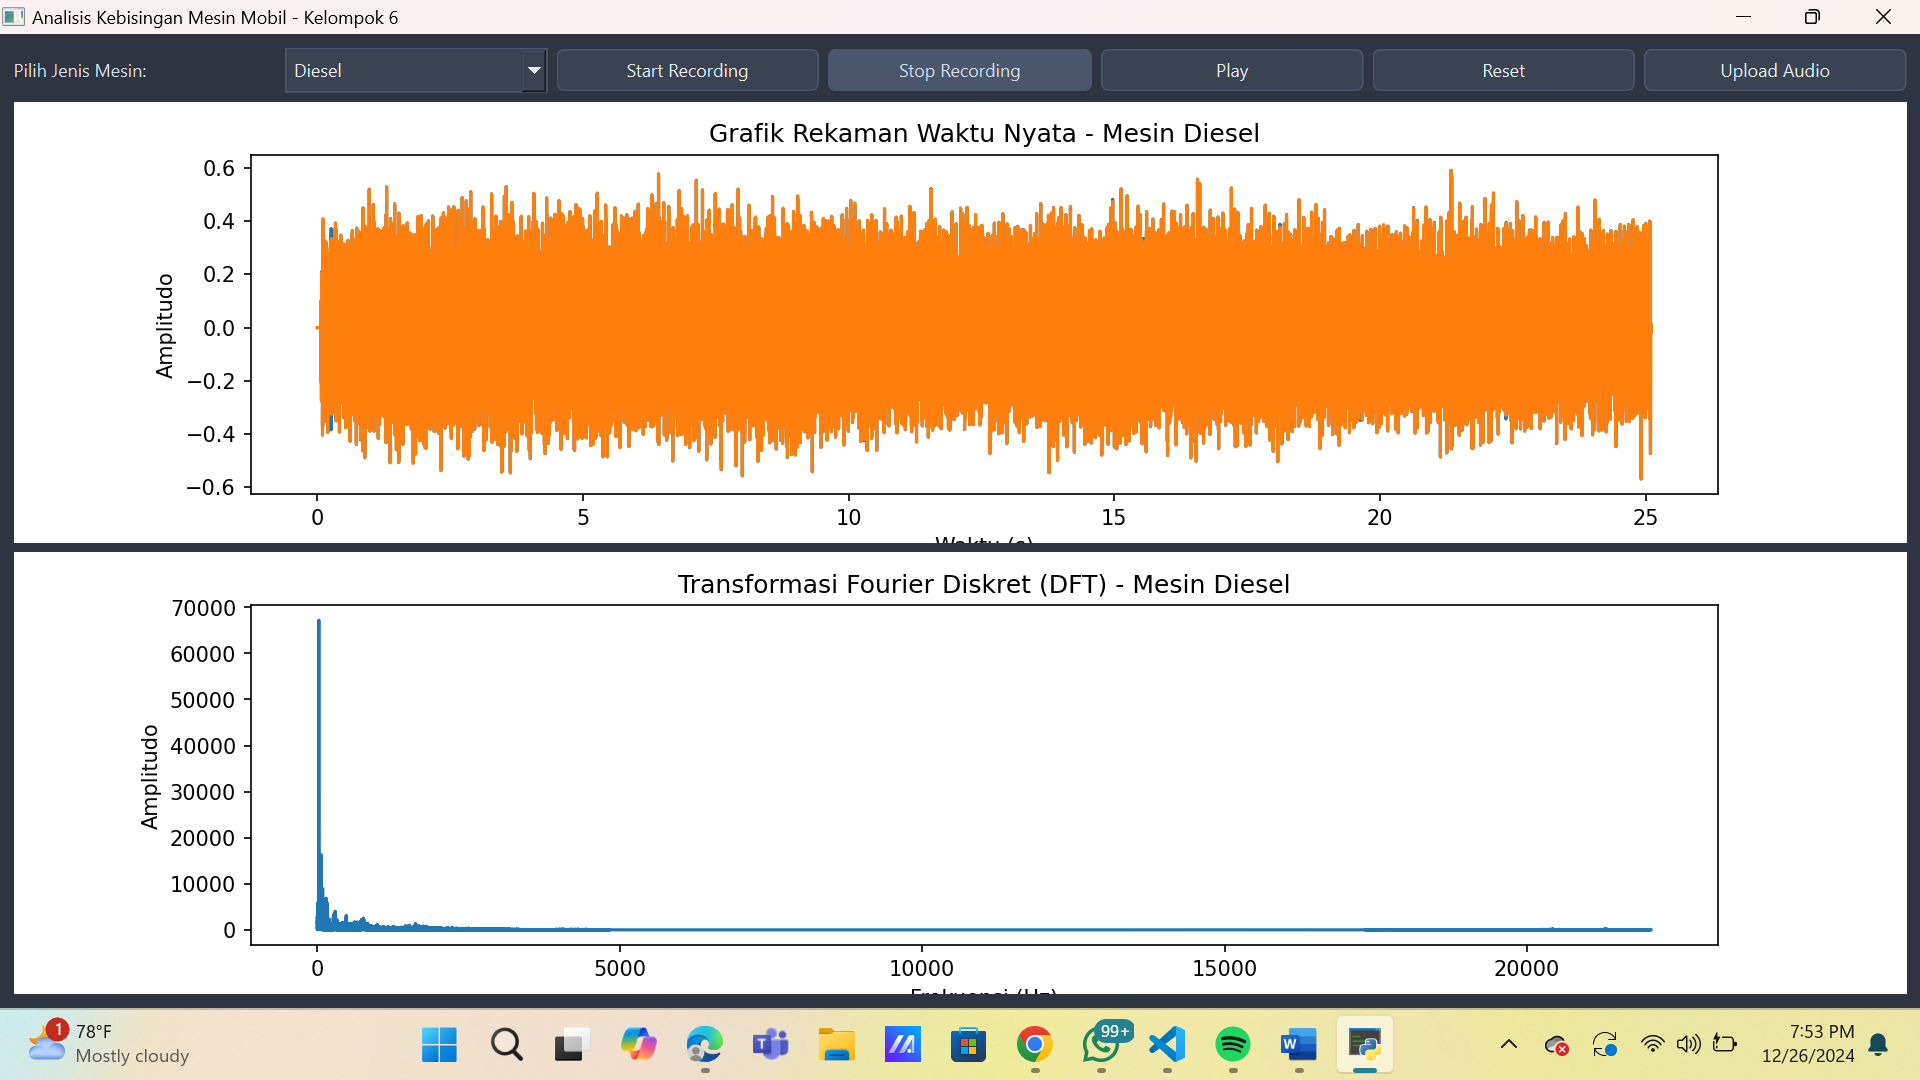 Analisis Kebisingan Mesin Mobil - Kelompok 6
Pilih Jenis Mesin:
Diesel
Start Recording
Stop Recording
Play
Reset
Upload Audio
Grafik Rekaman Waktu Nyata - Mesin Diesel
Amplitudo
0.6
0.4
0.2
0.0
−0.2
−0.4
−0.6
0 5 10 15 20 25
Waktu (s)
Transformasi Fourier Diskret (DFT) - Mesin Diesel
Amplitudo
70000
60000
50000
40000
30000
20000
10000
0
0 5000 10000 15000 20000
Frekuensi (Hz)
1
78°F
Mostly cloudy
99+
7:53 PM
12/26/2024